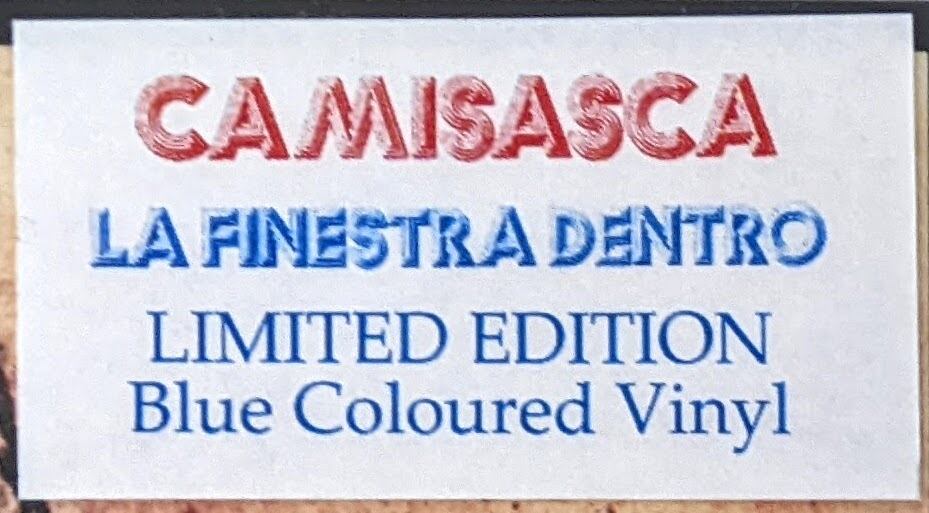 CAMISASCA
LA FINESTRA DENTRO
LIMITED EDITION
Blue Coloured Vinyl